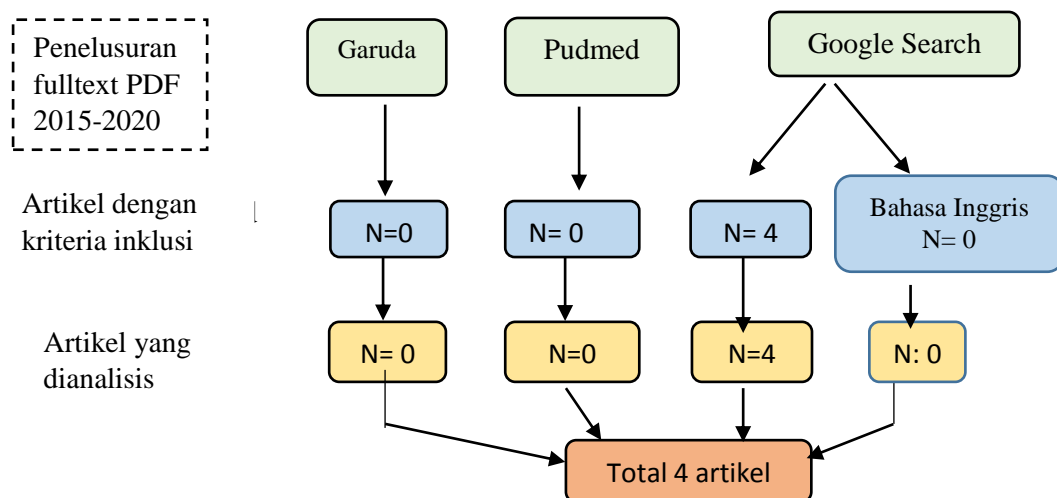 Penelusuran
fulltext PDF
2015-2020
Garuda
Pudmed
Google Search
Artikel dengan
kriteria inklusi
N=0
N= 0
N= 4
Bahasa Inggris
N= 0
Artikel yang
dianalisis
N= 0
N=0
N=4
N: 0
Total 4 artikel